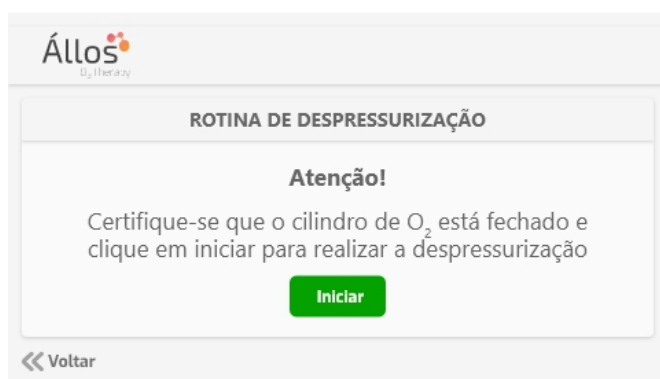 Állos
O₂ Therapy
ROTINA DE DESPRESSURIZAÇÃO
Atenção!
Certifique-se que o cilindro de O₂ está fechado e
clique em iniciar para realizar a despressurização
Iniciar
Voltar